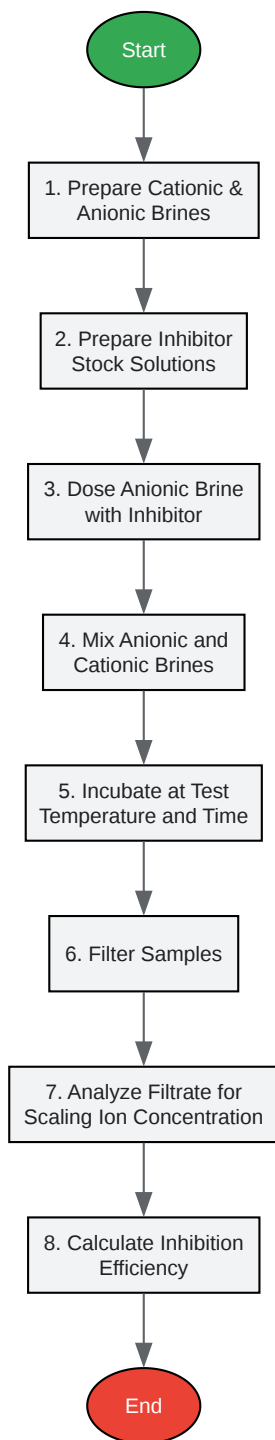 Start
1. Prepare Cationic &
Anionic Brines
2. Prepare Inhibitor
Stock Solutions
3. Dose Anionic Brine
with Inhibitor
4. Mix Anionic and
Cationic Brines
5. Incubate at Test
Temperature and Time
6. Filter Samples
7. Analyze Filtrate for
Scaling Ion Concentration
8. Calculate Inhibition
Efficiency
End